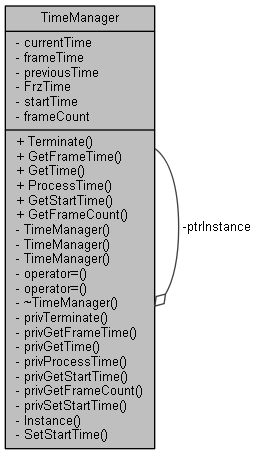 TimeManager
- currentTime
- frameTime
- previousTime
- FrzTime
- startTime
- frameCount
+ Terminate()
+ GetFrameTime()
+ GetTime()
+ ProcessTime()
+ GetStartTime()
+ GetFrameCount()
- TimeManager()
- TimeManager()
- TimeManager()
- operator=()
- operator=()
- ~TimeManager()
- privTerminate()
- privGetFrameTime()
- privGetTime()
- privProcessTime()
- privGetStartTime()
- privGetFrameCount()
- privSetStartTime()
- Instance()
- SetStartTime()
-ptrInstance